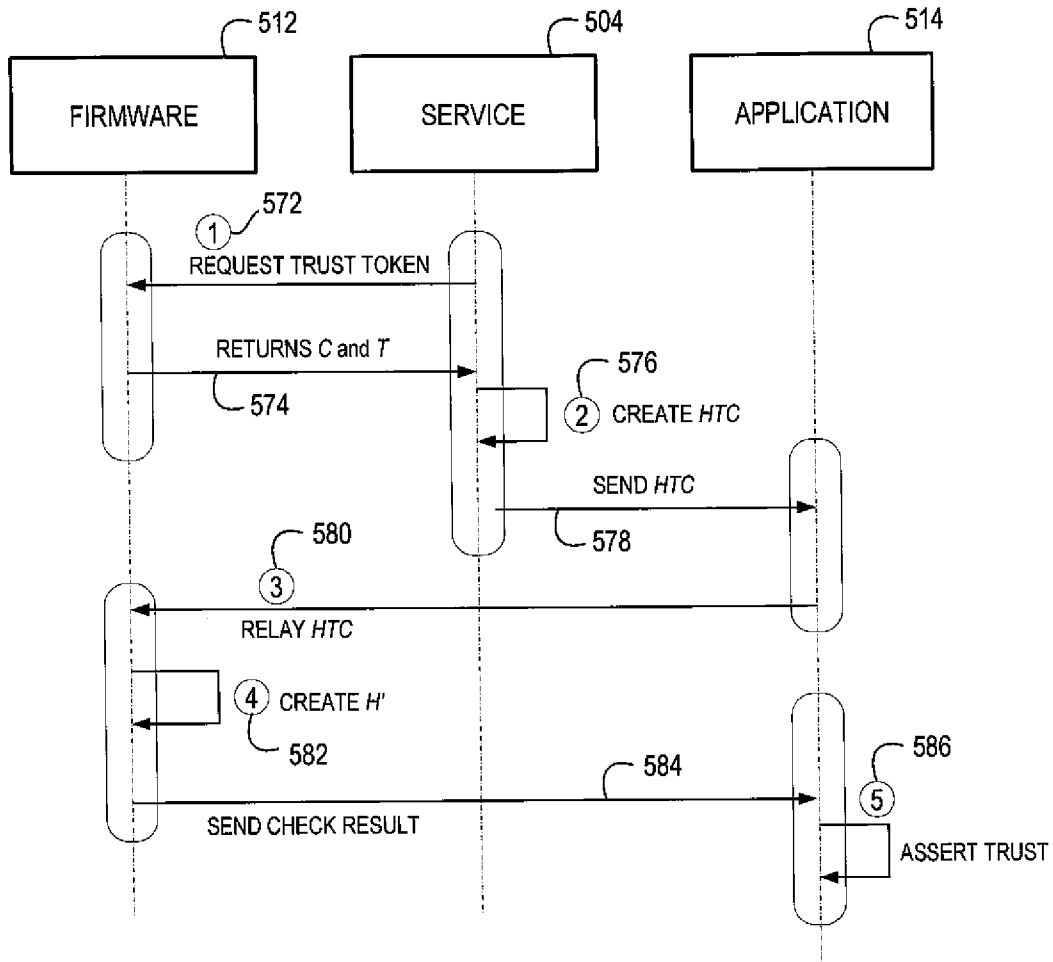 512
504
514
FIRMWARE
SERVICE
APPLICATION
572
1
REQUEST TRUST TOKEN
RETURNS C and T
574
576
2 CREATE HTC
SEND HTC
578
580
3
RELAY HTC
4 CREATE H'
582
584
586
5
SEND CHECK RESULT
ASSERT TRUST